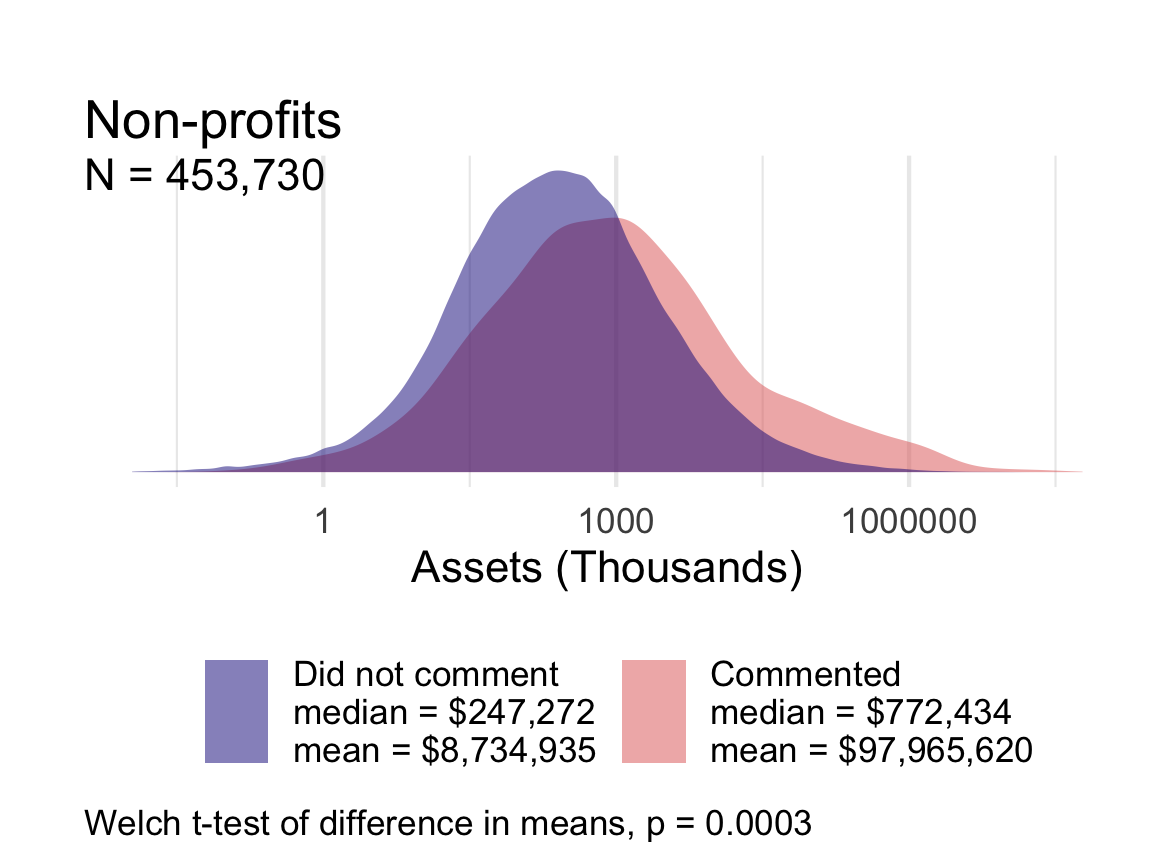 Non-profits
N = 453,730
1 1000 1000000
Assets (Thousands)
Did not comment
median = $247,272
mean = $8,734,935
Commented
median = $772,434
mean = $97,965,620
Welch t-test of difference in means, p = 0.0003